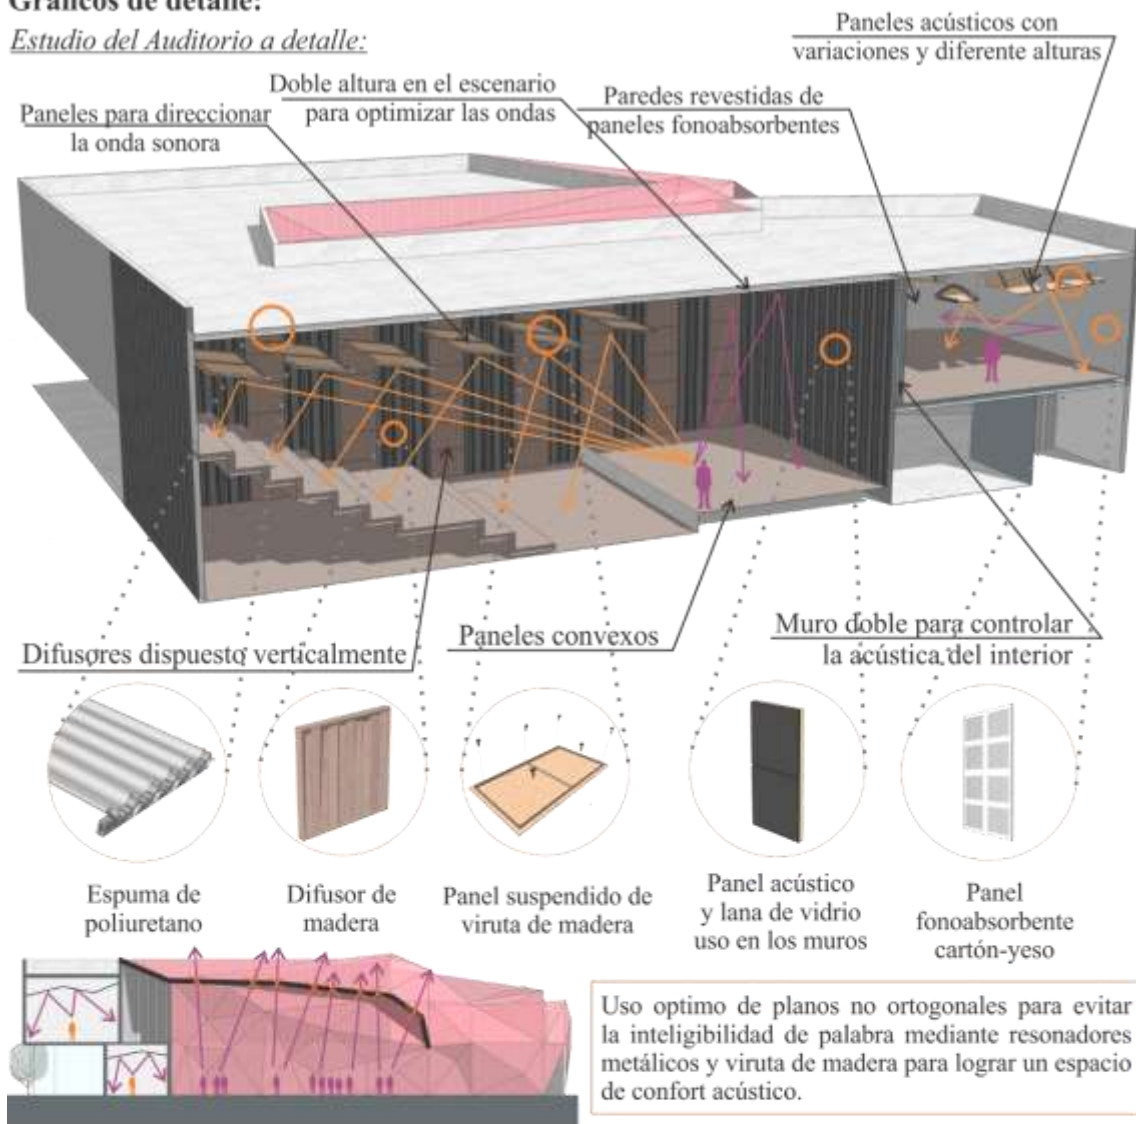 Gráficos de detalle:
Estudio del Auditorio a detalle:
Paneles acústicos con
variaciones y diferente alturas
Doble altura en el escenario
para optimizar las ondas
Paredes revestidas de
paneles fonoabsorbentes
Paneles para direccionar
la onda sonora
Difusores dispuesto verticalmente
Paneles convexos
Muro doble para controlar
la acústica del interior
Espuma de
poliuretano
Difusor de
madera
Panel suspendido de
viruta de madera
Panel acústico
y lana de vidrio
uso en los muros
Panel
fonoabsorbente
cartón-yeso
Uso optimo de planos no ortogonales para evitar
la inteligibilidad de palabra mediante resonadores
metálicos y viruta de madera para lograr un espacio
de confort acústico.